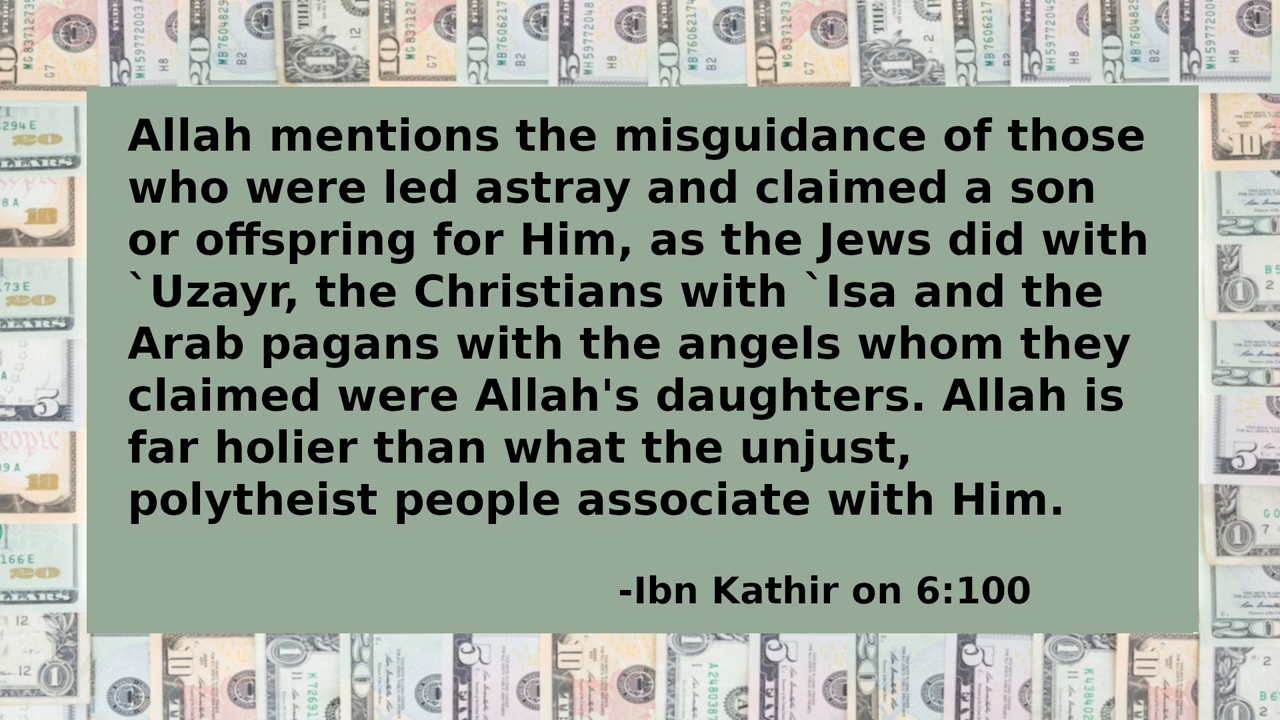 Allah mentions the misguidance of those
who were led astray and claimed a son
or offspring for Him, as the Jews did with
`Uzayr, the Christians with `Isa and the
Arab pagans with the angels whom they
claimed were Allah's daughters. Allah is
far holier than what the unjust,
polytheist people associate with Him.
-Ibn Kathir on 6:100